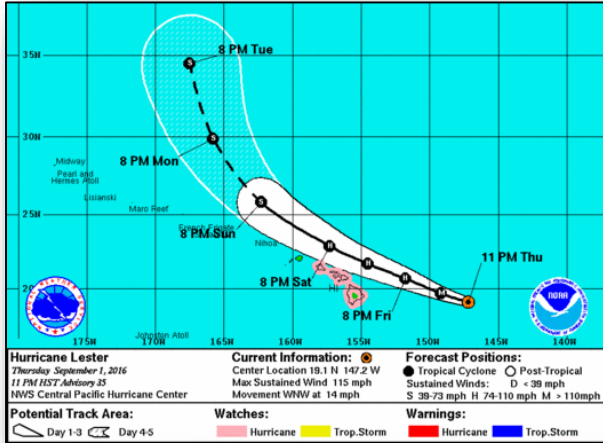 35N
8 PM Tue
30N
8 PM Mon
Midway
Pearl and
Hermes Atoll
Lisianski
Maro Reef
25N
French Frigate
8 PM Sun
Nihoa
11 PM Thu
8 PM Sat
HI
8 PM Fri
Johnston Atoll
175W 170W 165W 160W 155W 150W 145W 140W
S
S
S
H
H
H
M
NOAA
Hurricane Lester
Thursday September 1, 2016
11 PM HST Advisory 35
NWS Central Pacific Hurricane Center
Current Information:
Center Location 19.1 N 147.2 W
Max Sustained Wind 115 mph
Movement WNW at 14 mph
Forecast Positions:
Tropical Cyclone Post-Tropical
Sustained Winds: D < 39 mph
S 39-73 mph H 74-110 mph M > 110mph
Potential Track Area:
Day 1-3 Day 4-5
Watches:
Hurricane Trop.Storm
Warnings:
Hurricane Trop.Storm